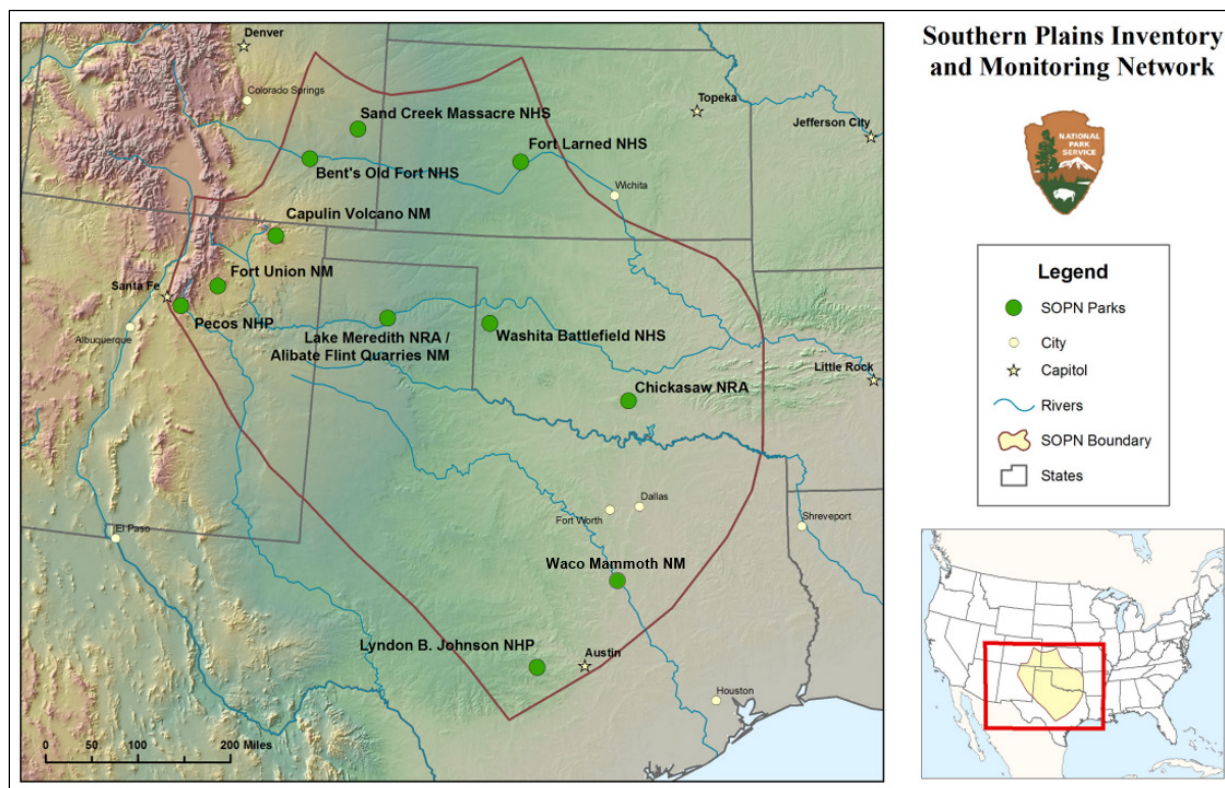 Southern Plains Inventory
and Monitoring Network
NATIONAL
PARK
SERVICE
Legend
SOPN Parks
City
Capitol
Rivers
SOPN Boundary
States
Denver
Colorado Springs
Topeka
Jefferson City
Sand Creek Massacre NHS
Fort Larned NHS
Bent's Old Fort NHS
Wichita
Capulin Volcano NM
Fort Union NM
Santa Fe
Pecos NHP
Albuquerque
Lake Meredith NRA /
Alibate Flint Quarries NM
Washita Battlefield NHS
Little Rock
Chickasaw NRA
Dallas
Fort Worth
Shreveport
El Paso
Waco Mammoth NM
Lyndon B. Johnson NHP
Austin
Houston
0 50 100 200 Miles